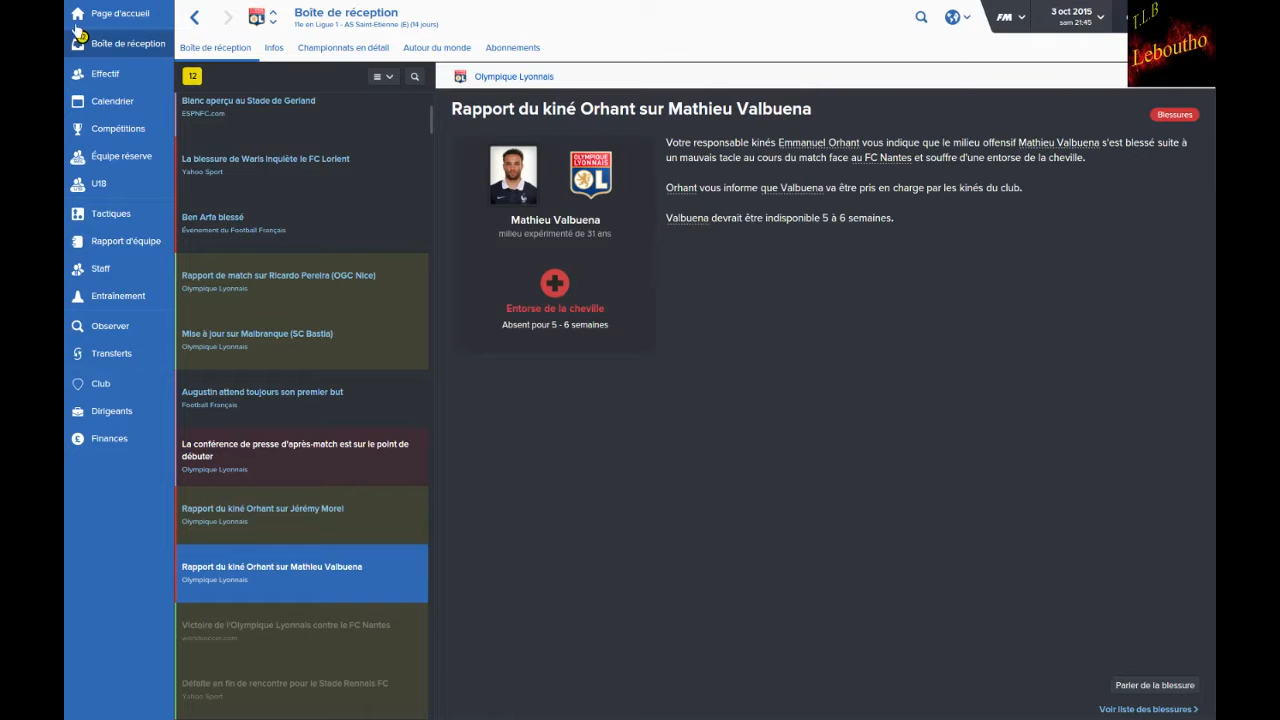 Page d'accueil
Boîte de réception
Effectif
Calendrier
Compétitions
Équipe réserve
U18
Tactiques
Rapport d'équipe
Staff
Entraînement
Observer
Transferts
Club
Dirigeants
Finances
Boîte de réception
11e en Ligue 1 - AS Saint-Etienne (E) (14 jours)
FM
3 oct 2015
sam 21:45
T.L.B
Leboutho
Boîte de réception Infos Championnats en détail Autour du monde Abonnements
12
Blanc aperçu au Stade de Gerland
ESPNFC.com
La blessure de Waris inquiète le FC Lorient
Yahoo Sport
Ben Arfa blessé
Événement du Football Français
Rapport de match sur Ricardo Pereira (OGC Nice)
Olympique Lyonnais
Mise à jour sur Malbranque (SC Bastia)
Olympique Lyonnais
Augustin attend toujours son premier but
Football Français
La conférence de presse d'après-match est sur le point de
débuter
Olympique Lyonnais
Rapport du kiné Orhant sur Jérémy Morel
Olympique Lyonnais
Rapport du kiné Orhant sur Mathieu Valbuena
Olympique Lyonnais
Victoire de l'Olympique Lyonnais contre le FC Nantes
worldsoccer.com
Défaite en fin de rencontre pour le Stade Rennais FC
Yahoo Sport
Olympique Lyonnais
Rapport du kiné Orhant sur Mathieu Valbuena
Blessures
OLYMPIQUE
LYONNAIS
OL
Mathieu Valbuena
milieu expérimenté de 31 ans
Entorse de la cheville
Absent pour 5 - 6 semaines
Votre responsable kinés Emmanuel Orhant vous indique que le milieu offensif Mathieu Valbuena s'est blessé suite à
un mauvais tacle au cours du match face au FC Nantes et souffre d'une entorse de la cheville.
Orhant vous informe que Valbuena va être pris en charge par les kinés du club.
Valbuena devrait être indisponible 5 à 6 semaines.
Parler de la blessure
Voir liste des blessures >